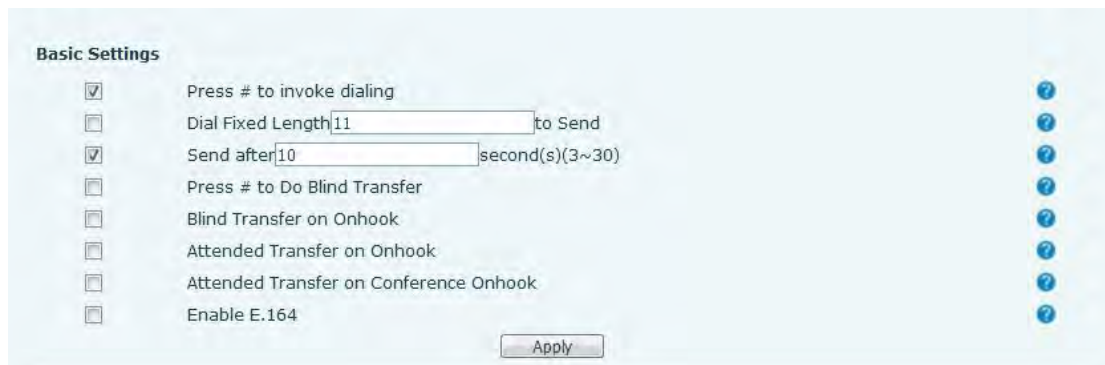 Basic Settings
Press # to invoke dialing
Dial Fixed Length 11 to Send
Send after 10 second(s)(3~30)
Press # to Do Blind Transfer
Blind Transfer on Onhook
Attended Transfer on Onhook
Attended Transfer on Conference Onhook
Enable E.164
Apply